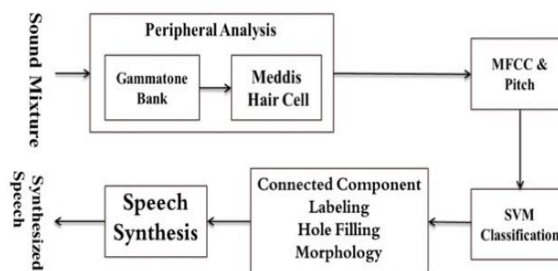 Sound Mixture
Peripheral Analysis
Gammatone
Bank
Meddis
Hair Cell
MFCC &
Pitch
SVM
Classification
Connected Component
Labeling
Hole Filling
Morphology
Speech
Synthesis
Synthesized
Speech